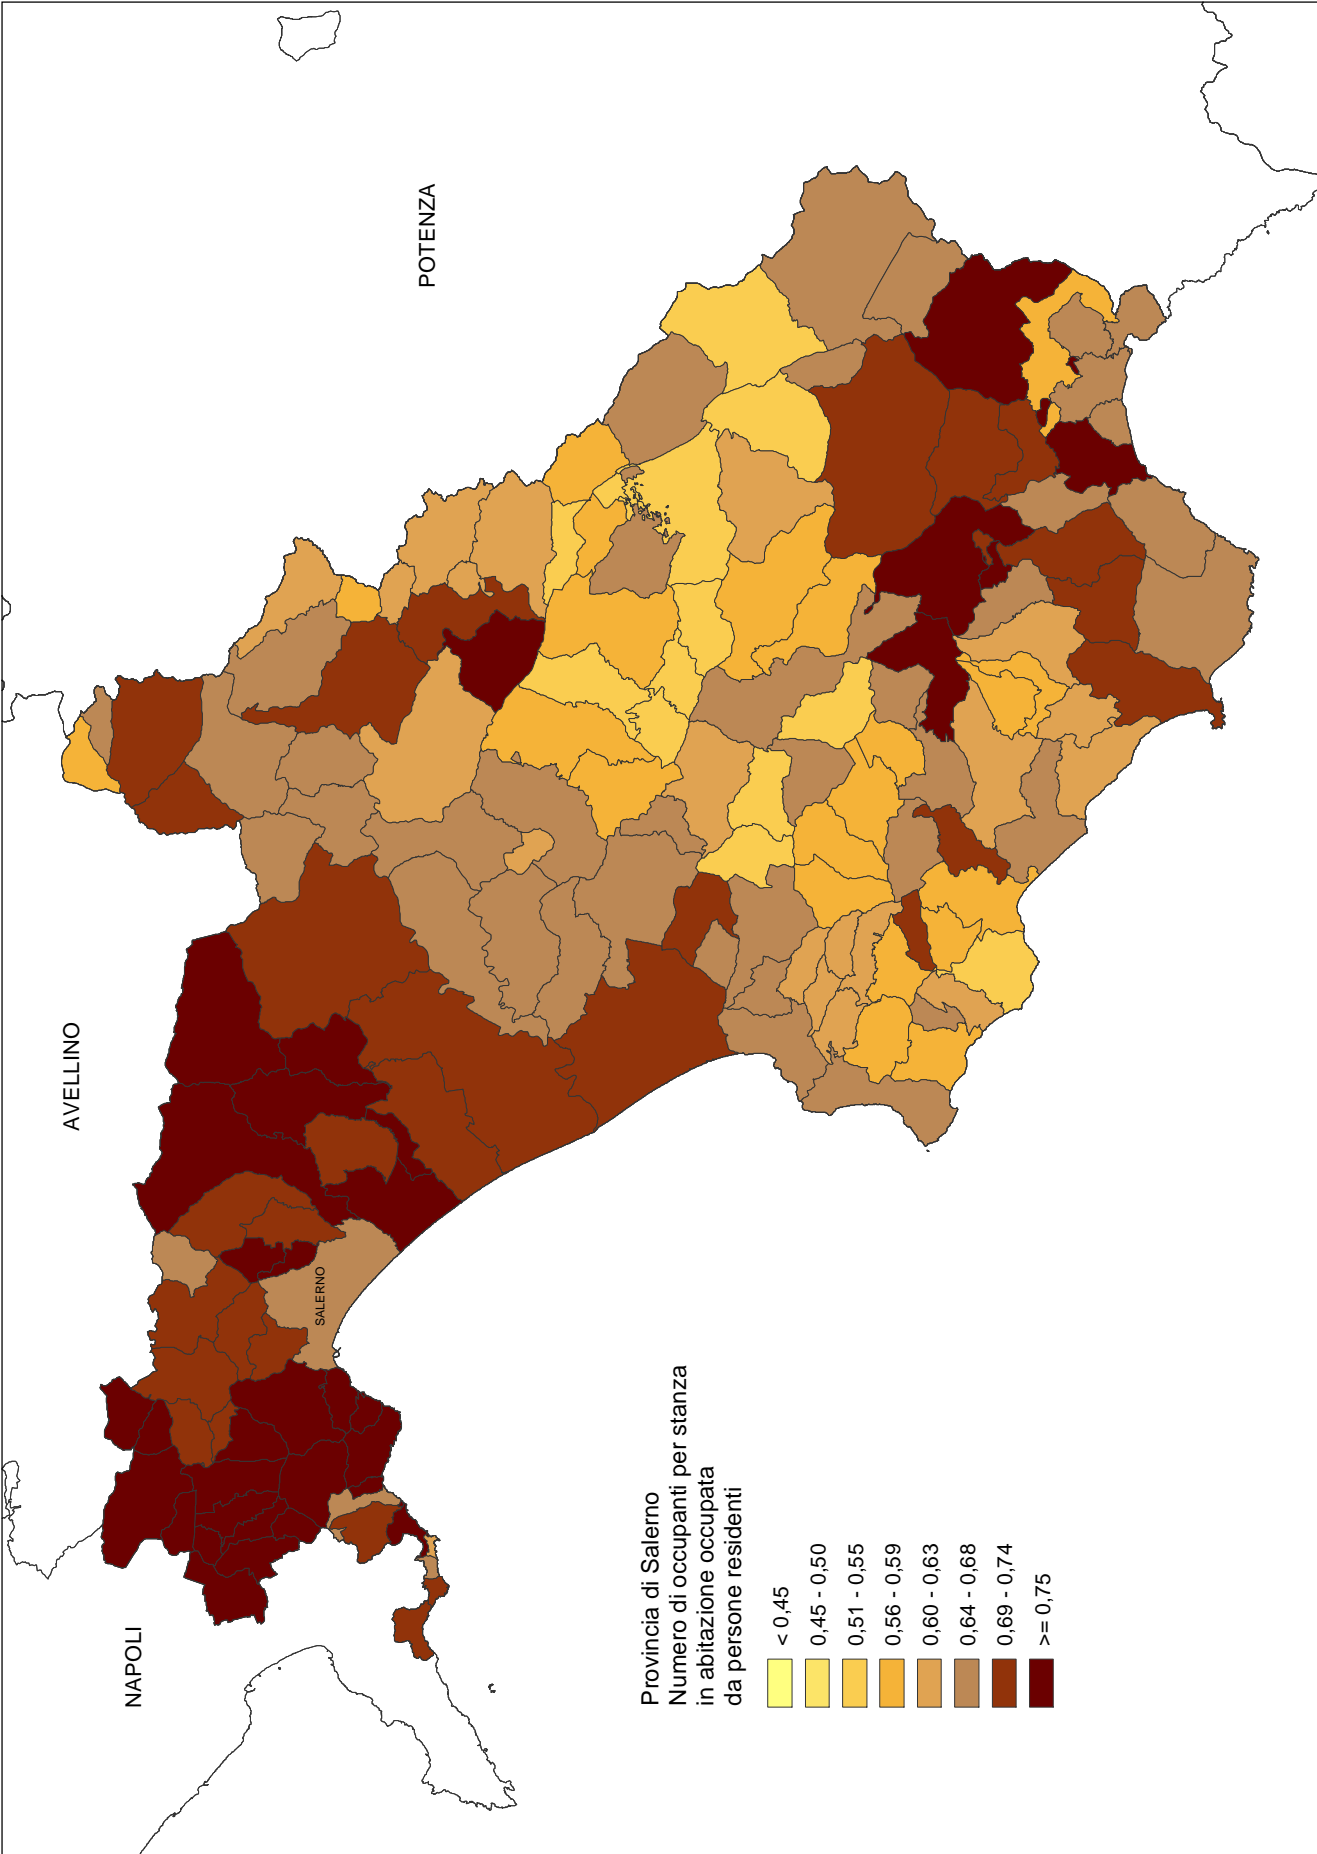 NAPOLI
AVELLINO
POTENZA
SALERNO
Provincia di Salerno
Numero di occupanti per stanza
in abitazione occupata
da persone residenti
< 0,45
0,45 - 0,50
0,51 - 0,55
0,56 - 0,59
0,60 - 0,63
0,64 - 0,68
0,69 - 0,74
>= 0,75